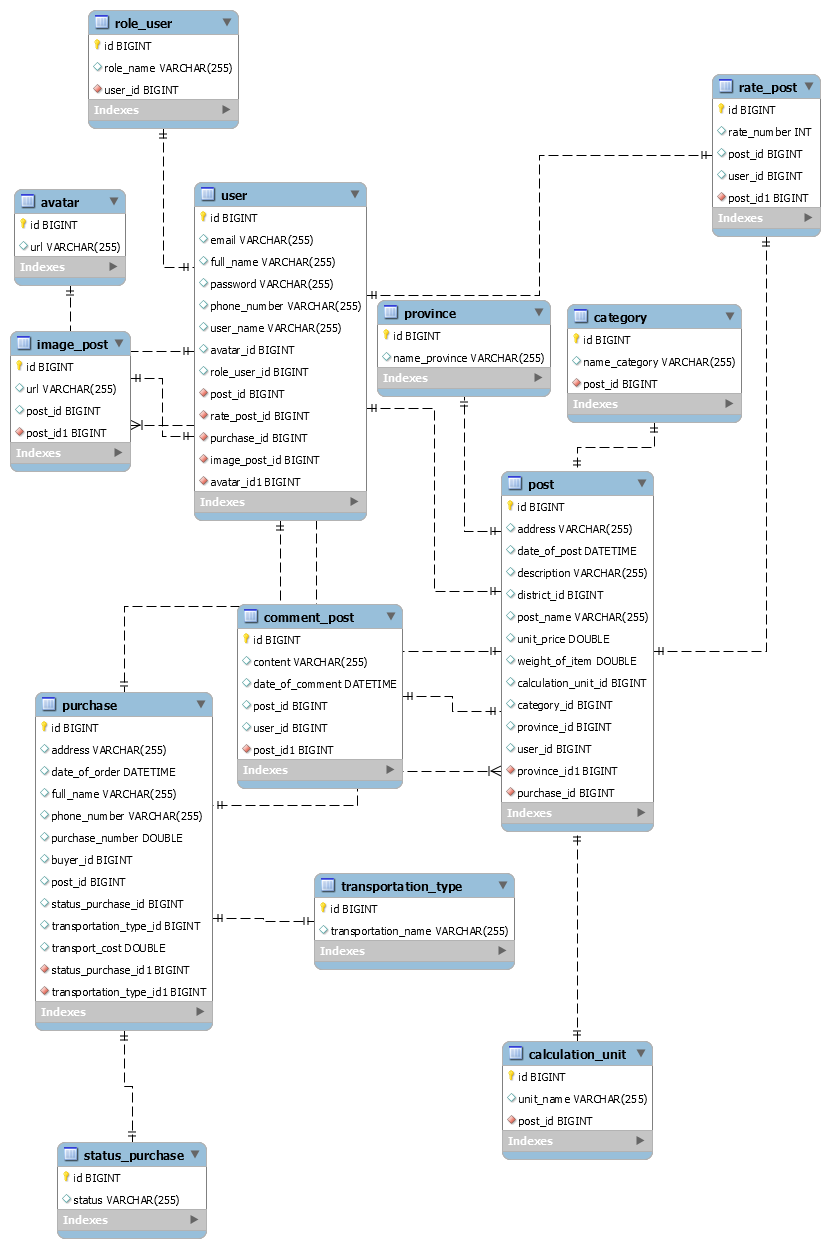 role_user
id BIGINT
role_name VARCHAR(255)
user_id BIGINT
Indexes
rate_post
id BIGINT
rate_number INT
post_id BIGINT
user_id BIGINT
post_id1 BIGINT
Indexes
avatar
id BIGINT
url VARCHAR(255)
Indexes
user
id BIGINT
email VARCHAR(255)
full_name VARCHAR(255)
password VARCHAR(255)
phone_number VARCHAR(255)
user_name VARCHAR(255)
avatar_id BIGINT
role_user_id BIGINT
post_id BIGINT
rate_post_id BIGINT
purchase_id BIGINT
image_post_id BIGINT
avatar_id1 BIGINT
Indexes
image_post
id BIGINT
url VARCHAR(255)
post_id BIGINT
post_id1 BIGINT
Indexes
province
id BIGINT
name_province VARCHAR(255)
Indexes
category
id BIGINT
name_category VARCHAR(255)
post_id BIGINT
Indexes
post
id BIGINT
address VARCHAR(255)
date_of_post DATETIME
description VARCHAR(255)
district_id BIGINT
post_name VARCHAR(255)
unit_price DOUBLE
weight_of_item DOUBLE
calculation_unit_id BIGINT
category_id BIGINT
province_id BIGINT
user_id BIGINT
province_id1 BIGINT
purchase_id BIGINT
Indexes
comment_post
id BIGINT
content VARCHAR(255)
date_of_comment DATETIME
post_id BIGINT
user_id BIGINT
post_id1 BIGINT
Indexes
purchase
id BIGINT
address VARCHAR(255)
date_of_order DATETIME
full_name VARCHAR(255)
phone_number VARCHAR(255)
purchase_number DOUBLE
buyer_id BIGINT
post_id BIGINT
status_purchase_id BIGINT
transportation_type_id BIGINT
transport_cost DOUBLE
status_purchase_id1 BIGINT
transportation_type_id1 BIGINT
Indexes
transportation_type
id BIGINT
transportation_name VARCHAR(255)
Indexes
calculation_unit
id BIGINT
unit_name VARCHAR(255)
post_id BIGINT
Indexes
status_purchase
id BIGINT
status VARCHAR(255)
Indexes